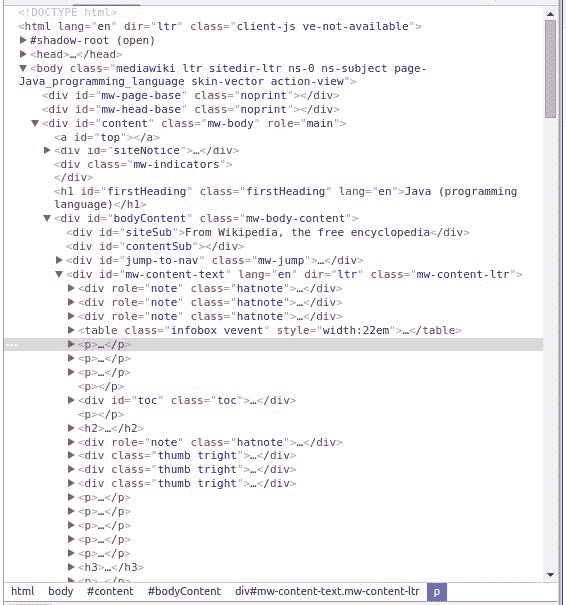 <!DOCTYPE html>
<html lang="en" dir="ltr" class="client-js ve-not-available">
#shadow-root (open)
<head>…</head>
<body class="mediawiki ltr sitedir-ltr ns-0 ns-subject page-
Java_programming_language skin-vector action-view">
<div id="mw-page-base" class="noprint"></div>
<div id="mw-head-base" class="noprint"></div>
<div id="content" class="mw-body" role="main">
<a id="top"></a>
<div id="siteNotice">…</div>
<div class="mw-indicators">
</div>
<h1 id="firstHeading" class="firstHeading" lang="en">Java (programming
language)</h1>
<div id="bodyContent" class="mw-body-content">
<div id="siteSub">From Wikipedia, the free encyclopedia</div>
<div id="contentSub"></div>
<div id="jump-to-nav" class="mw-jump">…</div>
<div id="mw-content-text" lang="en" dir="ltr" class="mw-content-ltr">
<div role="note" class="hatnote">…</div>
<div role="note" class="hatnote">…</div>
<div role="note" class="hatnote">…</div>
<table class="infobox vevent" style="width:22em">…</table>
… <p>…</p>
<p>…</p>
<p>…</p>
<p></p>
<div id="toc" class="toc">…</div>
<p></p>
<h2>…</h2>
<div role="note" class="hatnote">…</div>
<div class="thumb tright">…</div>
<div class="thumb tright">…</div>
<div class="thumb tright">…</div>
<p>…</p>
<p>…</p>
<p>…</p>
<p>…</p>
<p>…</p>
<h3>…</h3>
<p>…</p>
html body #content #bodyContent div#mw-content-text.mw-content-ltr p